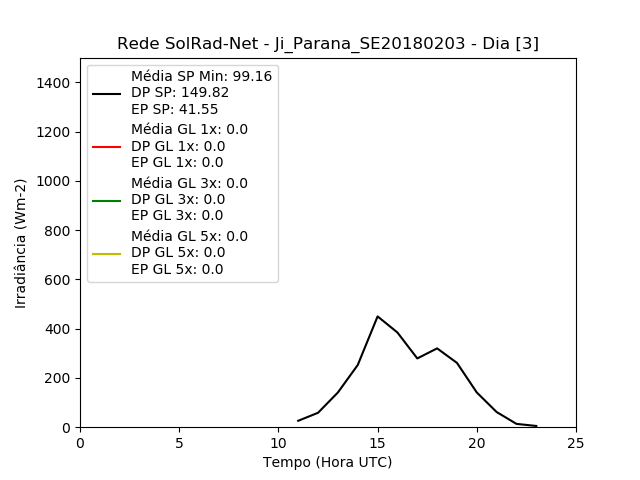 Rede SolRad-Net - Ji_Parana_SE20180203 - Dia [3]
Média SP Min: 99.16
DP SP: 149.82
EP SP: 41.55
Média GL 1x: 0.0
DP GL 1x: 0.0
EP GL 1x: 0.0
Média GL 3x: 0.0
DP GL 3x: 0.0
EP GL 3x: 0.0
Média GL 5x: 0.0
DP GL 5x: 0.0
EP GL 5x: 0.0
Irradiância (Wm-2)
1400
1200
1000
800
600
400
200
0
0 5 10 15 20 25
Tempo (Hora UTC)